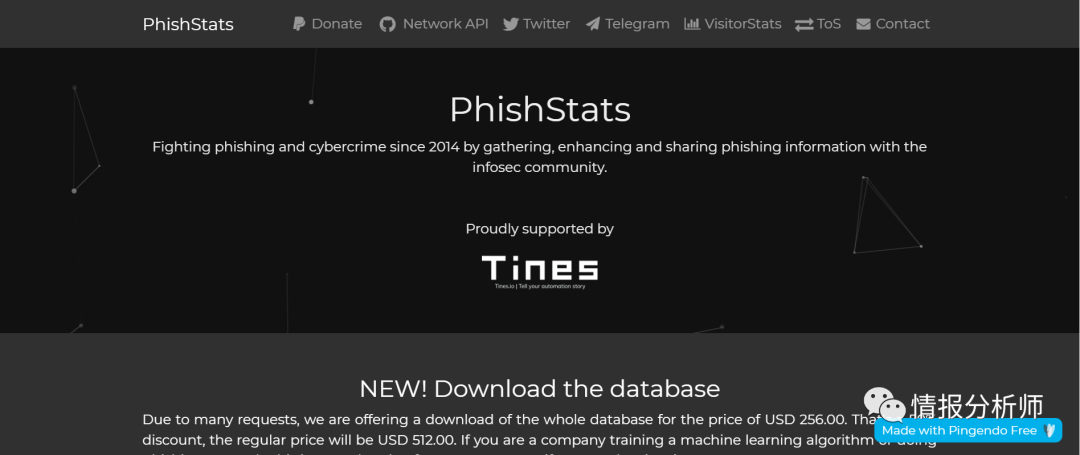 PhishStats Donate Network API Twitter Telegram VisitorStats ToS Contact
PhishStats
Fighting phishing and cybercrime since 2014 by gathering, enhancing and sharing phishing information with the
infosec community.
Proudly supported by
Tines
Tines.io | Tell your automation story
NEW! Download the database
Due to many requests, we are offering a download of the whole database for the price of USD 256.00.
discount, the regular price will be USD 512.00. If you are a company training a machine learning algorithm or doing
情报分析师
Made with Pingendo Free